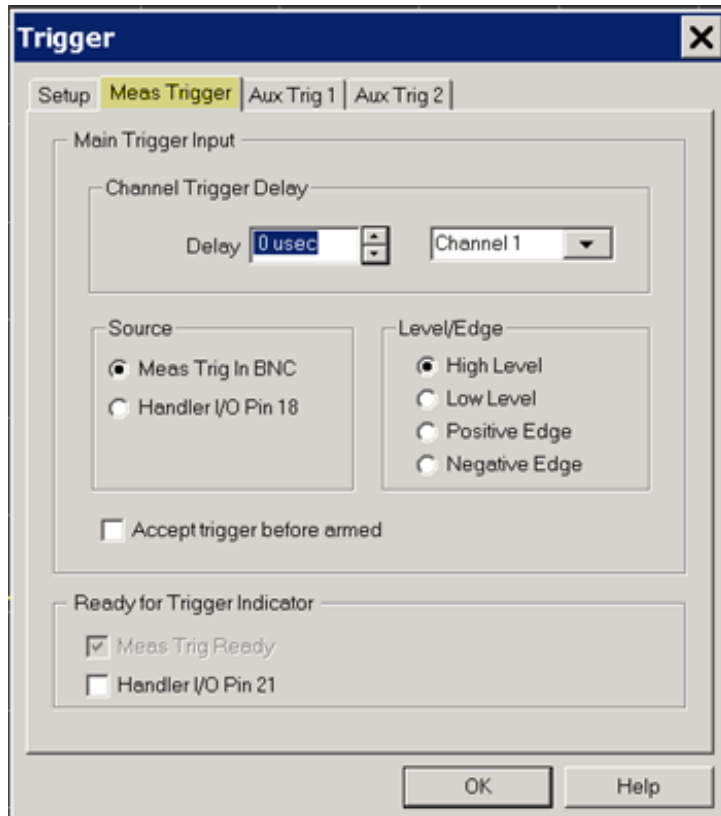 Trigger
Setup Meas Trigger Aux Trig 1 Aux Trig 2
Main Trigger Input
Channel Trigger Delay
Delay 0 usec Channel 1
Source
Meas Trig In BNC
Handler I/O Pin 18
Level/Edge
High Level
Low Level
Positive Edge
Negative Edge
Accept trigger before armed
Ready for Trigger Indicator
Meas Trig Ready
Handler I/O Pin 21
OK Help